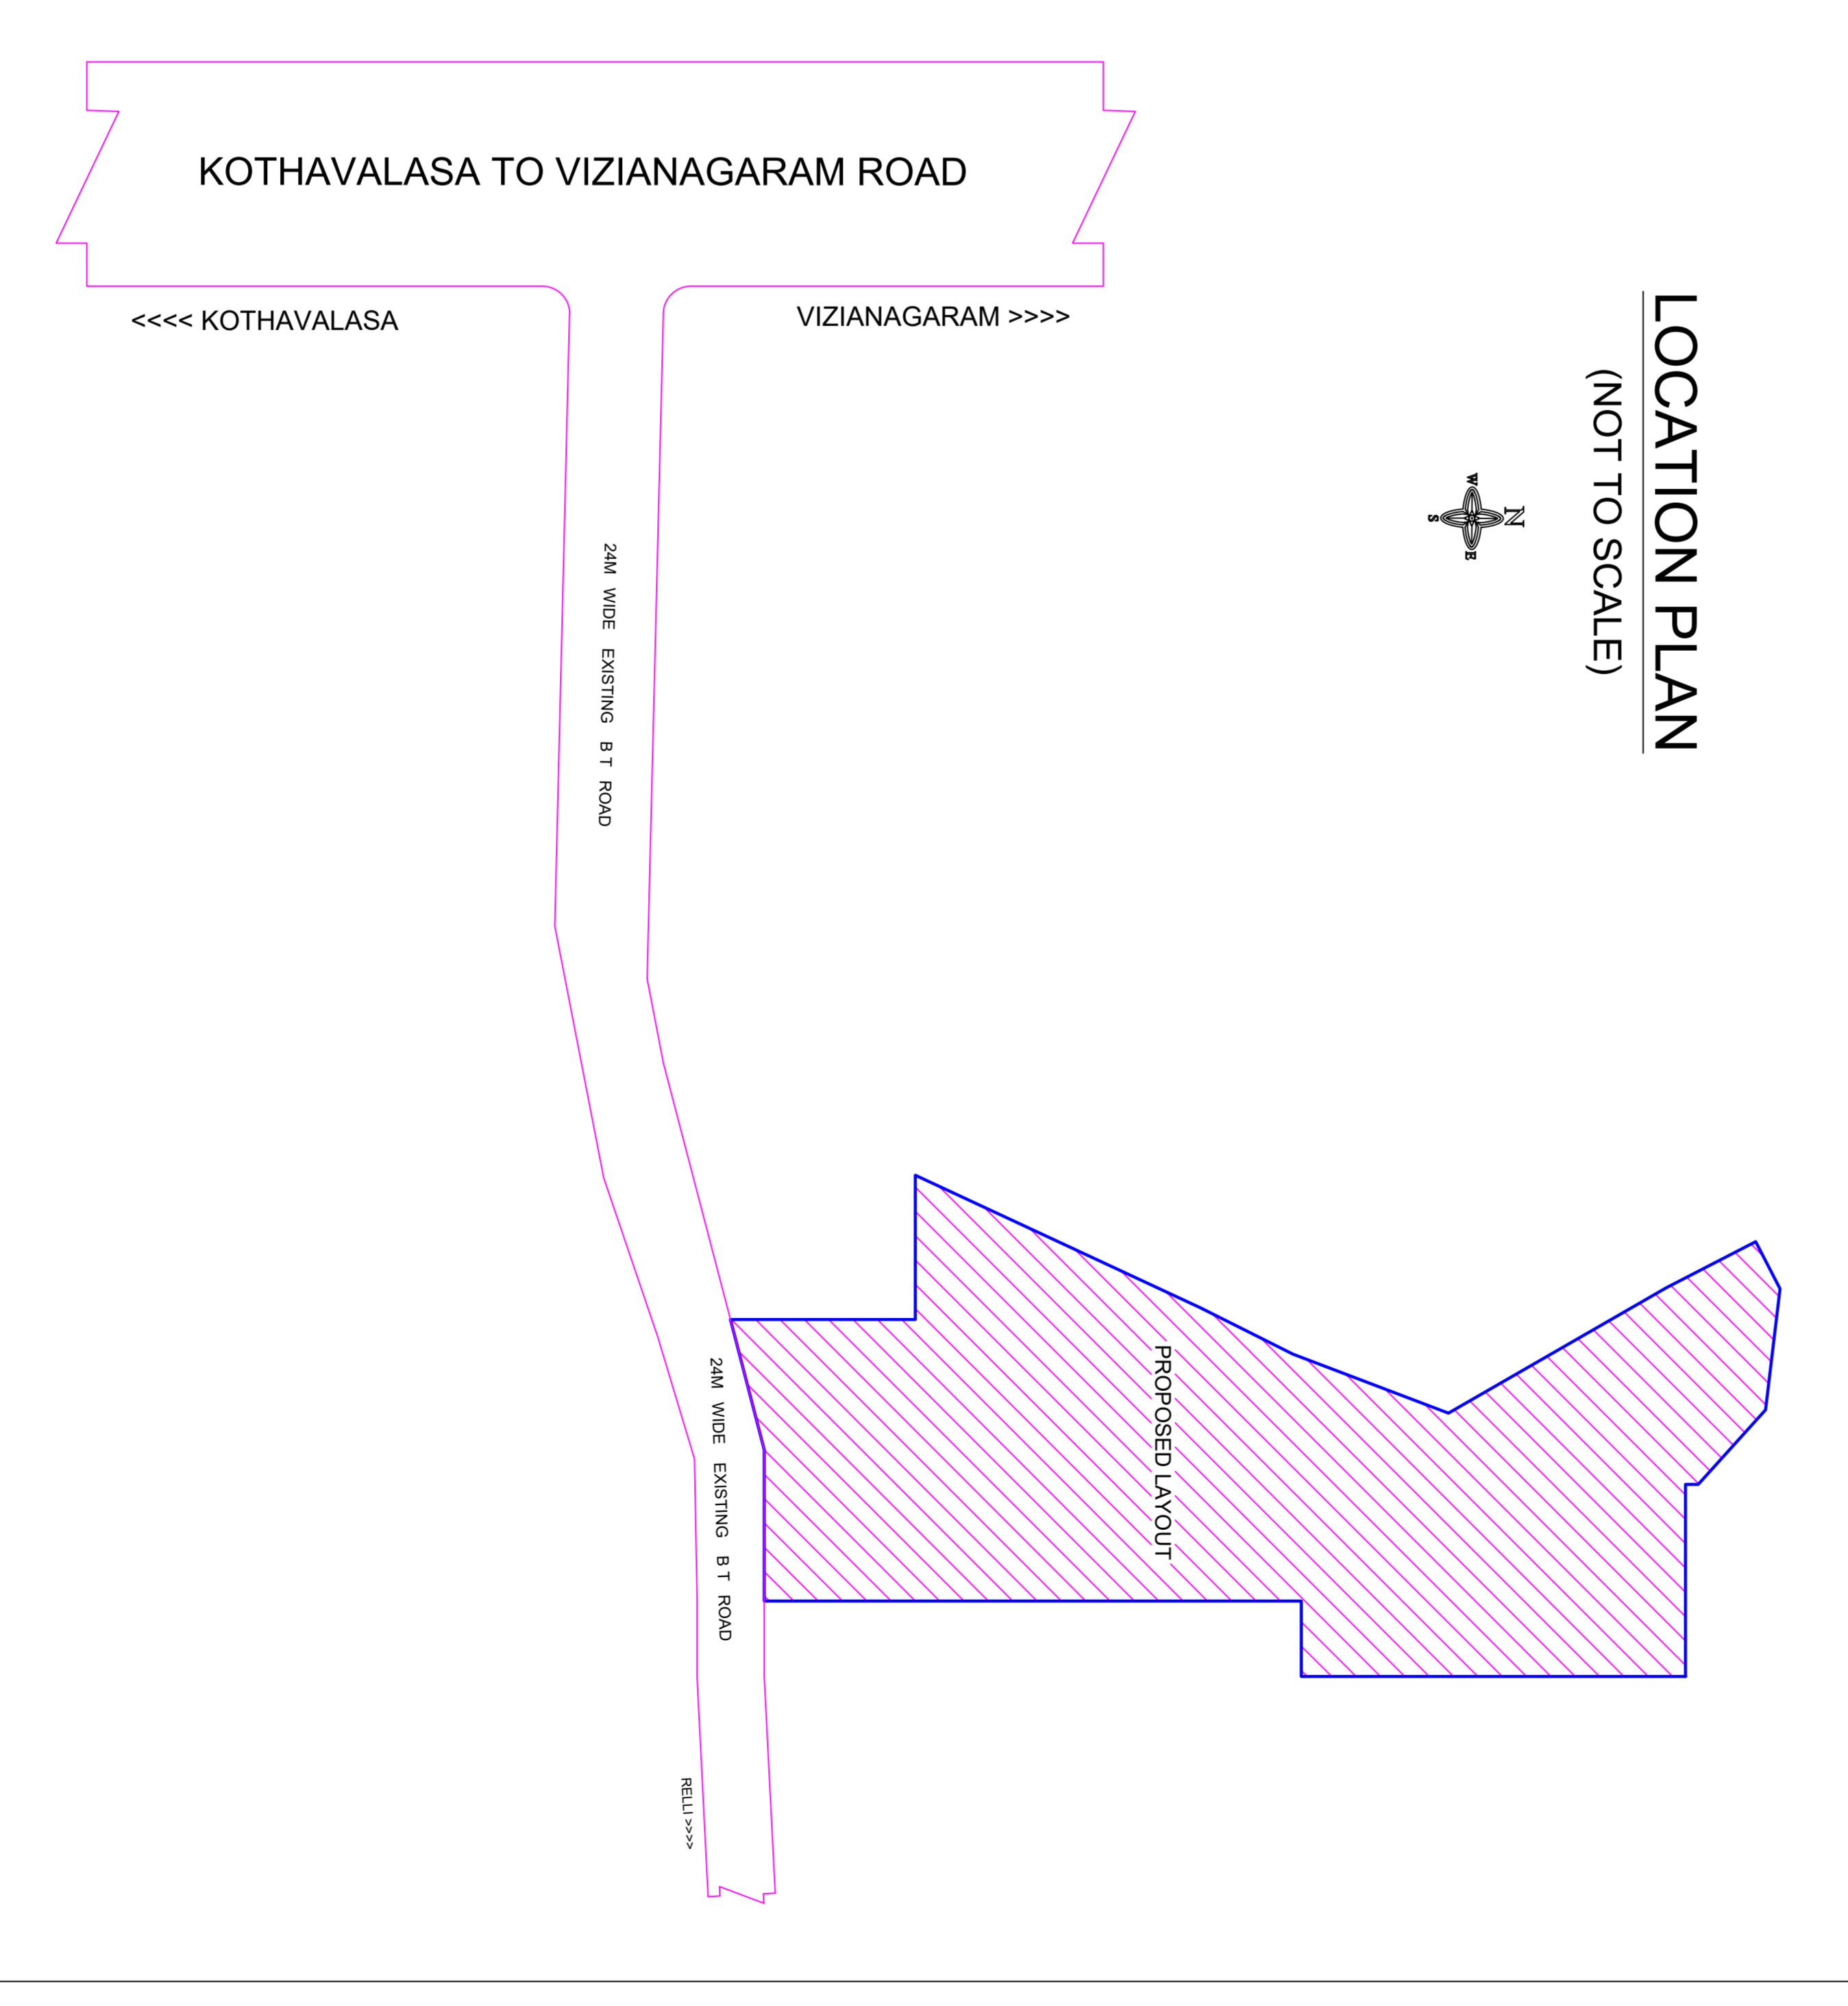 KOTHAVALASA TO VIZIANAGARAM ROAD
<<<< KOTHAVALASA
VIZIANAGARAM >>>>
LOCATION PLAN
(NOT TO SCALE)
N
W
E
S
24M WIDE EXISTING B T ROAD
PROPOSED LAYOUT
24M WIDE EXISTING B T ROAD
RELLI >>>>